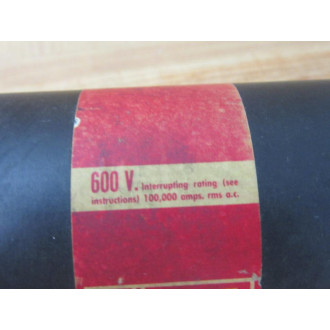 600 V. Interrupting rating (see
instructions) 100,000 amps. rms a.c.